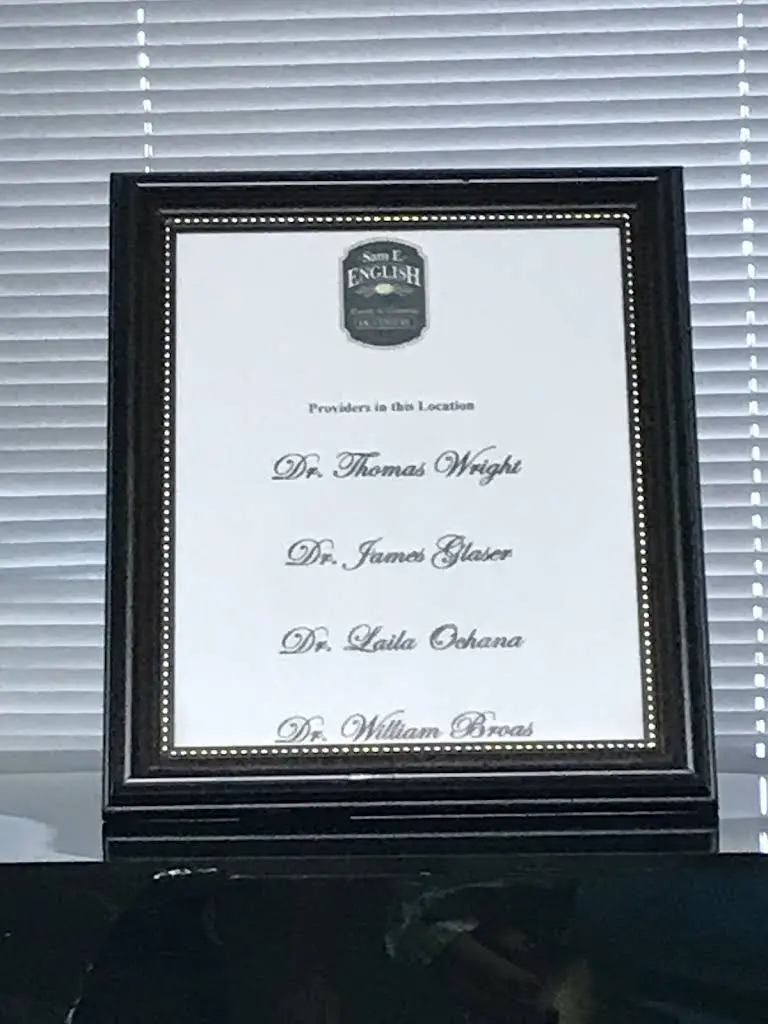 Sam E.
ENGLISH
Providers in this Location
Dr. Thomas Wright
Dr. James Glaser
Dr. Laila Ochana
Dr. William Broas